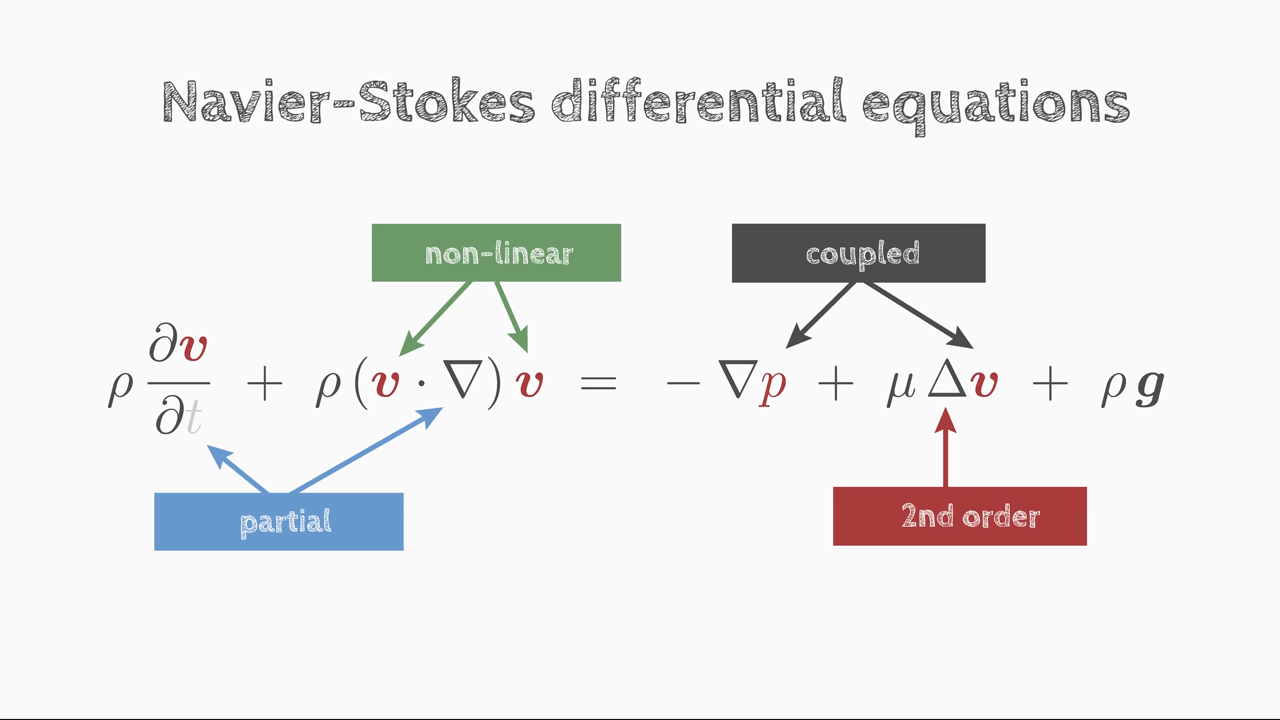 Navier-Stokes differential equations
non-linear
coupled
ρ ∂𝒗/∂t + ρ (𝒗 · ∇) 𝒗 = − ∇p + μ Δ𝒗 + ρ 𝒈
partial
2nd order